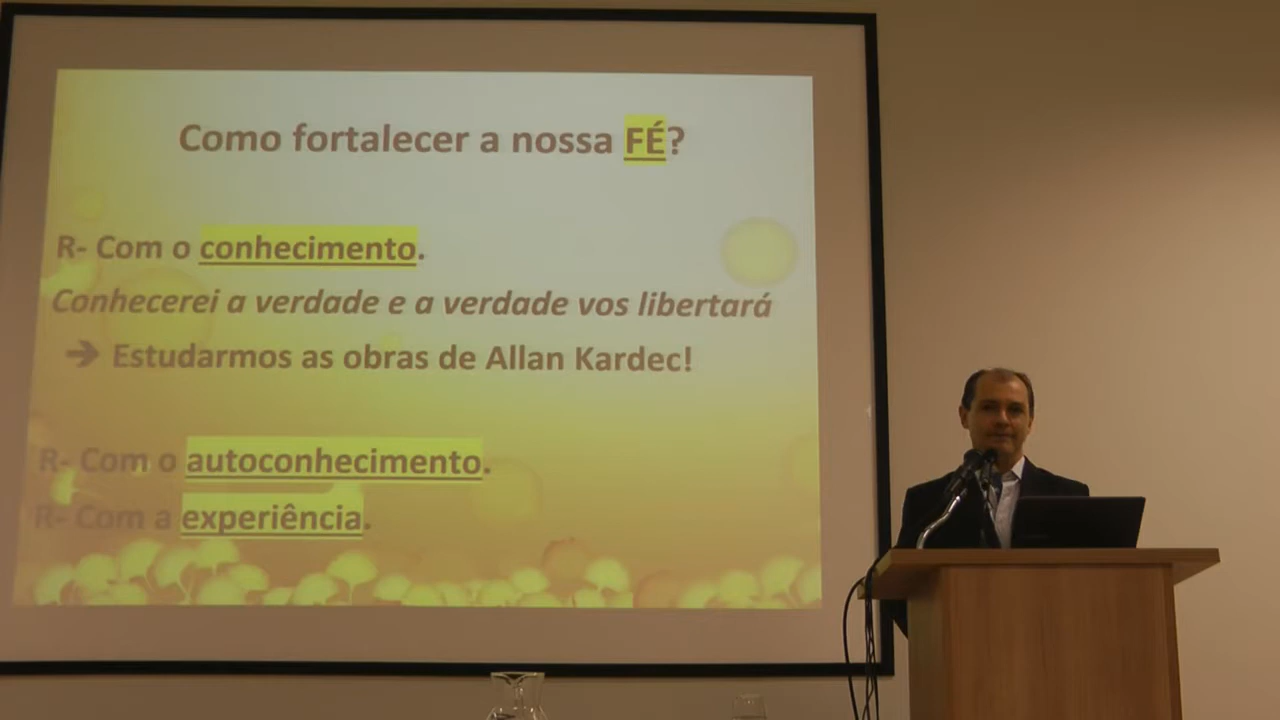 Como fortalecer a nossa FÉ?
R- Com o conhecimento.
Conhecerei a verdade e a verdade vos libertará
➔ Estudarmos as obras de Allan Kardec!
R- Com o autoconhecimento.
R- Com a experiência.